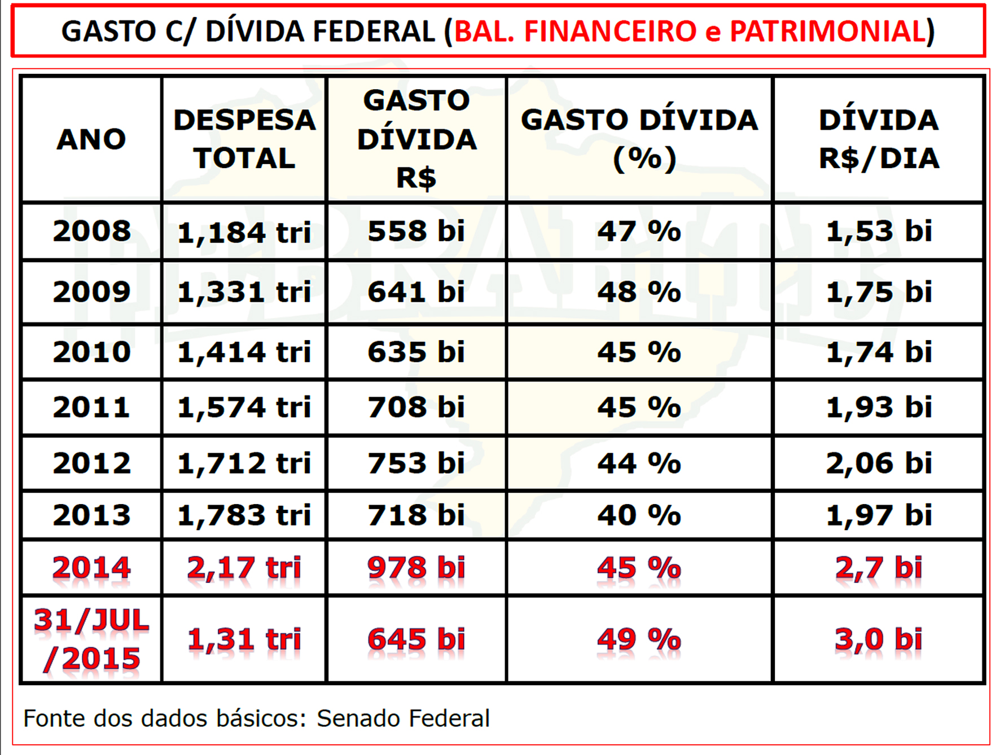 GASTO C/ DÍVIDA FEDERAL (BAL. FINANCEIRO e PATRIMONIAL)
ANO DESPESA TOTAL GASTO DÍVIDA R$ GASTO DÍVIDA (%) DÍVIDA R$/DIA
2008 1,184 tri 558 bi 47 % 1,53 bi
2009 1,331 tri 641 bi 48 % 1,75 bi
2010 1,414 tri 635 bi 45 % 1,74 bi
2011 1,574 tri 708 bi 45 % 1,93 bi
2012 1,712 tri 753 bi 44 % 2,06 bi
2013 1,783 tri 718 bi 40 % 1,97 bi
2014 2,17 tri 978 bi 45 % 2,7 bi
31/JUL/2015 1,31 tri 645 bi 49 % 3,0 bi
Fonte dos dados básicos: Senado Federal